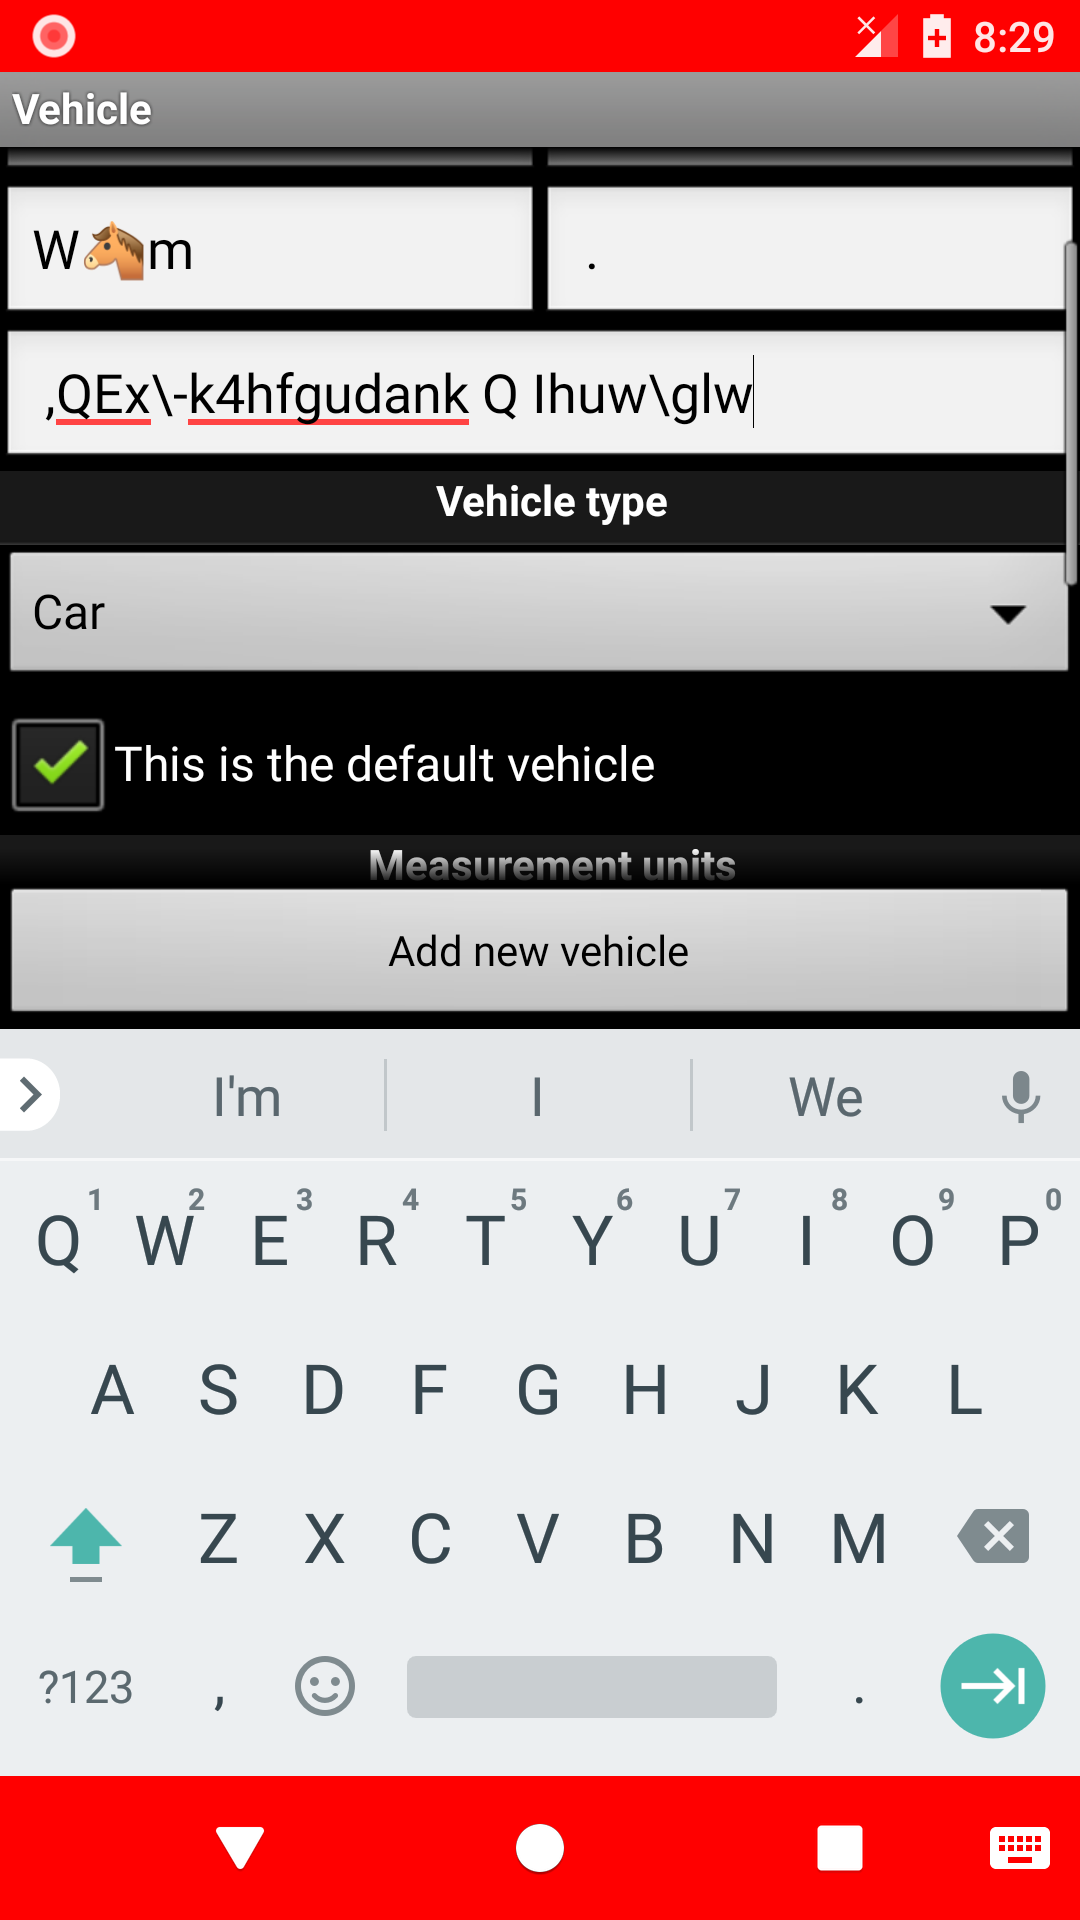 8:29
Vehicle
W🐴m
.
,QEx\-k4hfgudank Q Ihuw\glw
Vehicle type
Car
This is the default vehicle
Measurement units
Add new vehicle
I'm I We
1 2 3 4 5 6 7 8 9 0
Q W E R T Y U I O P
A S D F G H J K L
Z X C V B N M
?123 , .